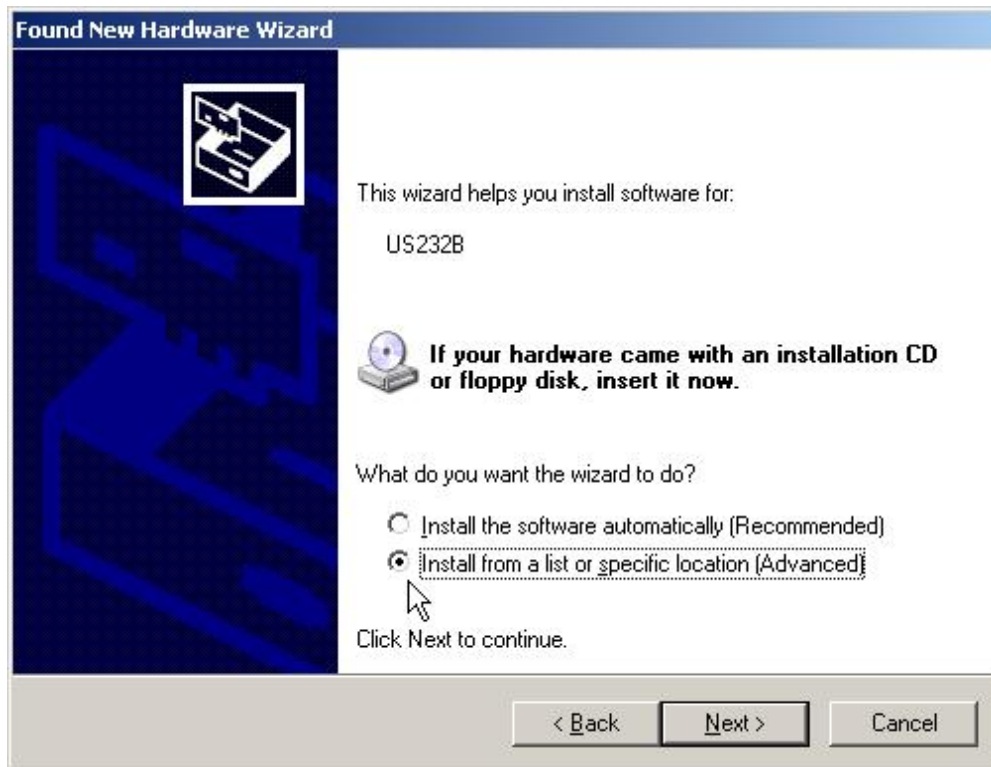 Found New Hardware Wizard
This wizard helps you install software for:
US232B
If your hardware came with an installation CD
or floppy disk, insert it now.
What do you want the wizard to do?
Install the software automatically (Recommended)
Install from a list or specific location (Advanced)
Click Next to continue.
< Back
Next >
Cancel